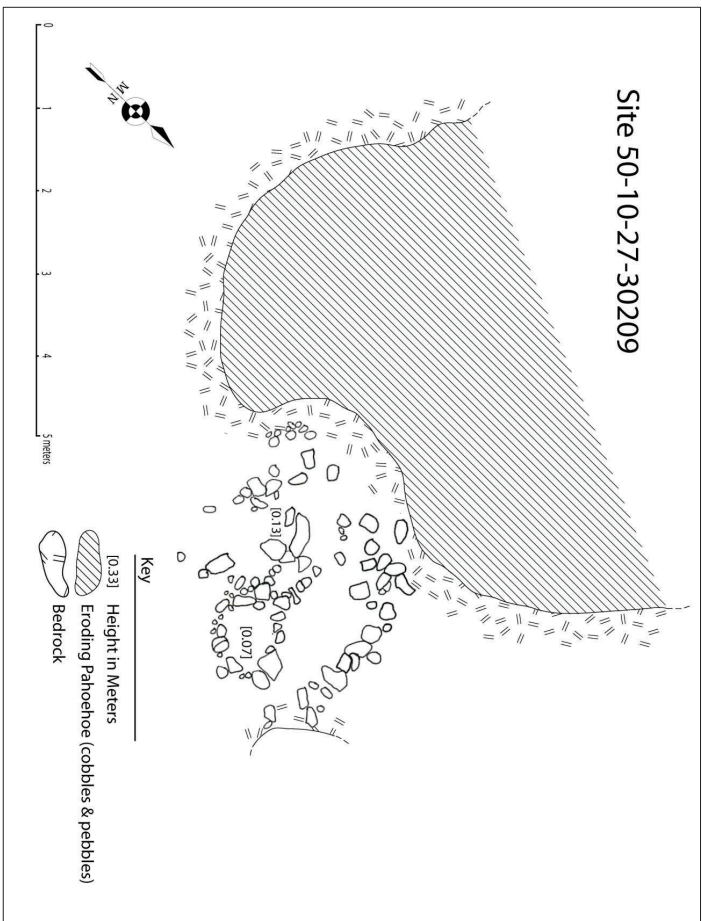 Site 50-10-27-30209
[0.13]
[0.07]
Key
[0.33] Height in Meters
Eroding Pahoehoe (cobbles & pebbles)
Bedrock
M N
0 1 2 3 4 5 meters